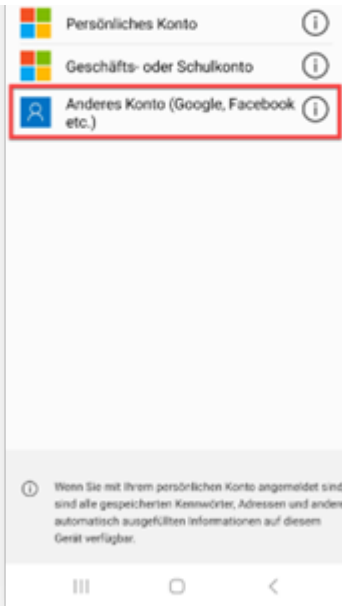 Persönliches Konto
Geschäfts- oder Schulkonto
Anderes Konto (Google, Facebook
etc.)
Wenn Sie mit Ihrem persönlichen Konto angemeldet sind
sind alle gespeicherten Kennwörter, Adressen und andere
automatisch ausgefüllten Informationen auf diesem
Gerät verfügbar.